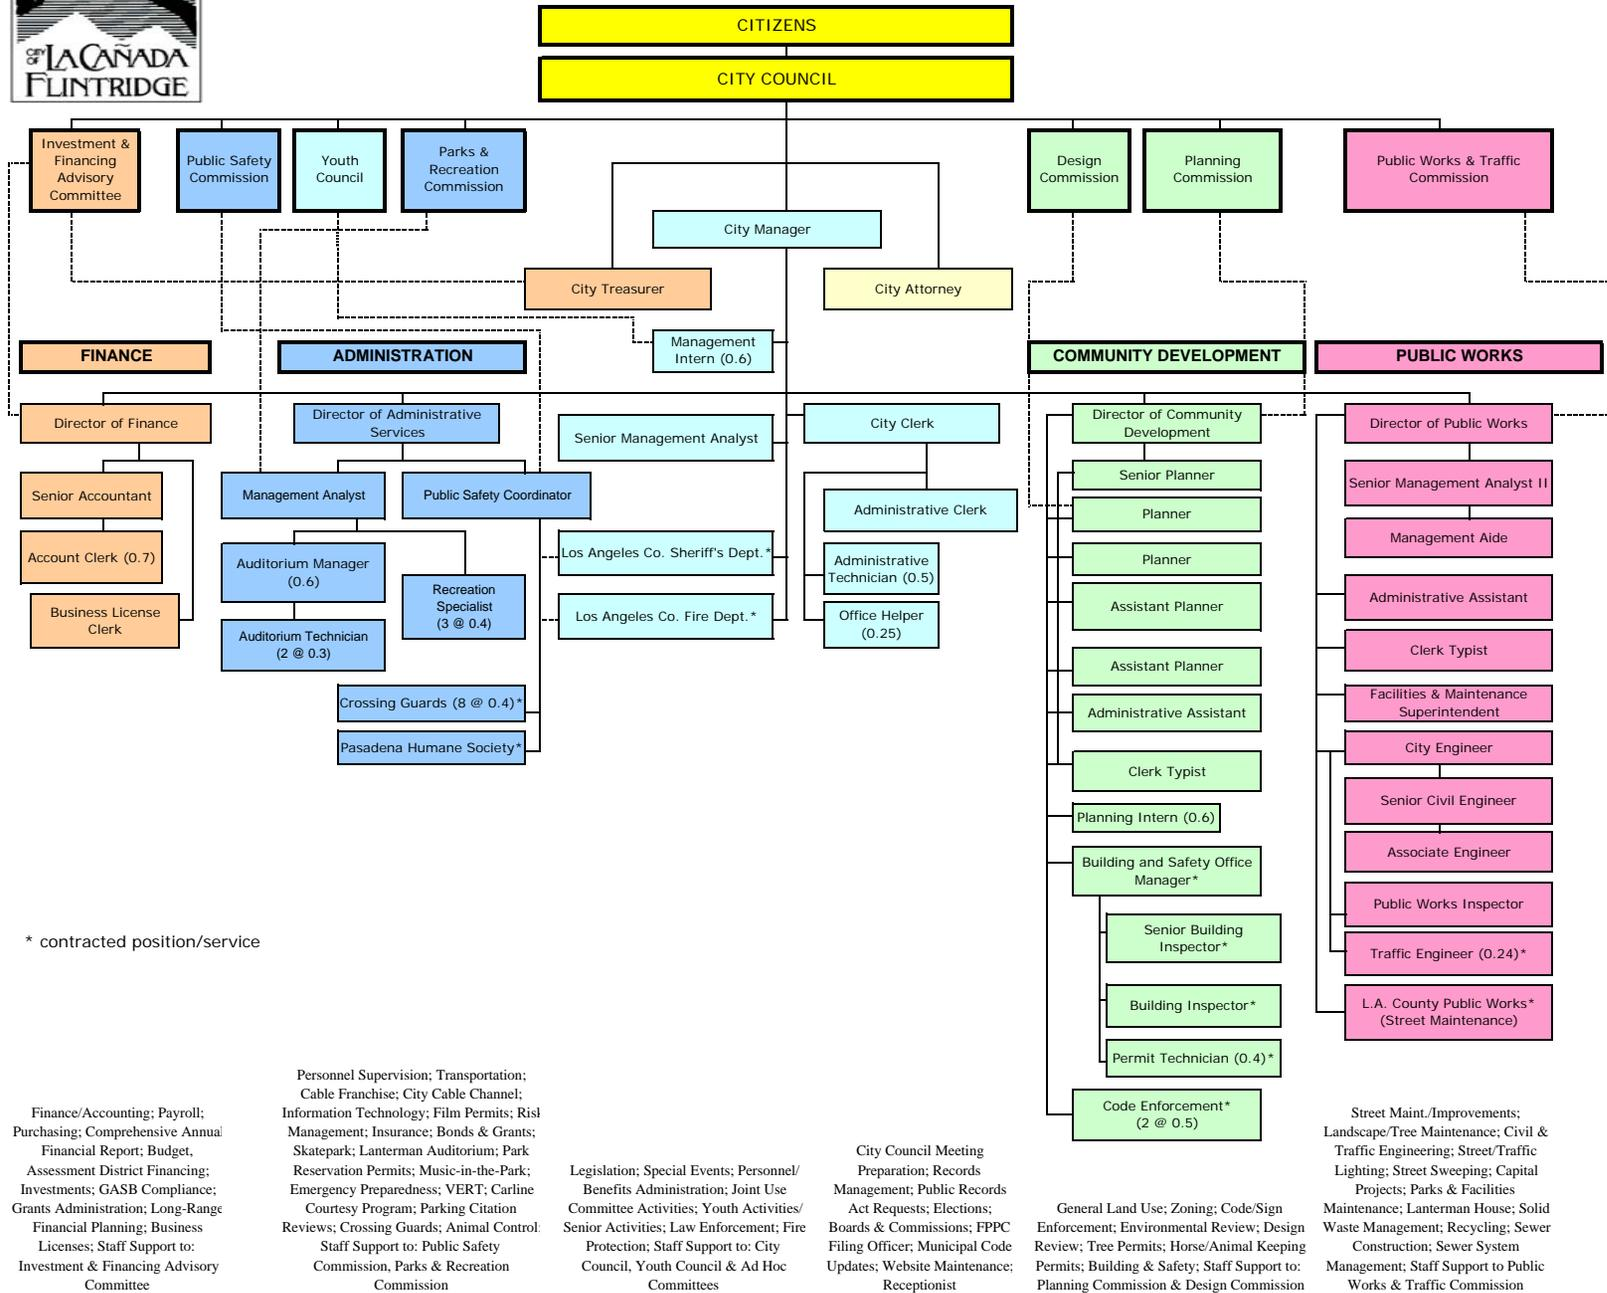 CITY OF
LA CAÑADA
FLINTRIDGE
CITIZENS
CITY COUNCIL
Investment &
Financing
Advisory
Committee
Public Safety
Commission
Youth
Council
Parks &
Recreation
Commission
Design
Commission
Planning
Commission
Public Works & Traffic
Commission
City Manager
City Treasurer
City Attorney
Management
Intern (0.6)
FINANCE
ADMINISTRATION
COMMUNITY DEVELOPMENT
PUBLIC WORKS
Director of Finance
Senior Accountant
Account Clerk (0.7)
Business License
Clerk
Director of Administrative
Services
Management Analyst
Public Safety Coordinator
Auditorium Manager
(0.6)
Auditorium Technician
(2 @ 0.3)
Recreation
Specialist
(3 @ 0.4)
Crossing Guards (8 @ 0.4)*
Pasadena Humane Society*
Senior Management Analyst
Los Angeles Co. Sheriff's Dept.*
Los Angeles Co. Fire Dept.*
City Clerk
Administrative Clerk
Administrative
Technician (0.5)
Office Helper
(0.25)
Director of Community
Development
Senior Planner
Planner
Planner
Assistant Planner
Assistant Planner
Administrative Assistant
Clerk Typist
Planning Intern (0.6)
Building and Safety Office
Manager*
Senior Building
Inspector*
Building Inspector*
Permit Technician (0.4)*
Code Enforcement*
(2 @ 0.5)
Director of Public Works
Senior Management Analyst II
Management Aide
Administrative Assistant
Clerk Typist
Facilities & Maintenance
Superintendent
City Engineer
Senior Civil Engineer
Associate Engineer
Public Works Inspector
Traffic Engineer (0.24)*
L.A. County Public Works*
(Street Maintenance)
* contracted position/service
Finance/Accounting; Payroll;
Purchasing; Comprehensive Annual
Financial Report; Budget,
Assessment District Financing;
Investments; GASB Compliance;
Grants Administration; Long-Range
Financial Planning; Business
Licenses; Staff Support to:
Investment & Financing Advisory
Committee
Personnel Supervision; Transportation;
Cable Franchise; City Cable Channel;
Information Technology; Film Permits; Risk
Management; Insurance; Bonds & Grants;
Skatepark; Lanterman Auditorium; Park
Reservation Permits; Music-in-the-Park;
Emergency Preparedness; VERT; Carline
Courtesy Program; Parking Citation
Reviews; Crossing Guards; Animal Control;
Staff Support to: Public Safety
Commission, Parks & Recreation
Commission
Legislation; Special Events; Personnel/
Benefits Administration; Joint Use
Committee Activities; Youth Activities/
Senior Activities; Law Enforcement; Fire
Protection; Staff Support to: City
Council, Youth Council & Ad Hoc
Committees
City Council Meeting
Preparation; Records
Management; Public Records
Act Requests; Elections;
Boards & Commissions; FPPC
Filing Officer; Municipal Code
Updates; Website Maintenance;
Receptionist
General Land Use; Zoning; Code/Sign
Enforcement; Environmental Review; Design
Review; Tree Permits; Horse/Animal Keeping
Permits; Building & Safety; Staff Support to:
Planning Commission & Design Commission
Street Maint./Improvements;
Landscape/Tree Maintenance; Civil &
Traffic Engineering; Street/Traffic
Lighting; Street Sweeping; Capital
Projects; Parks & Facilities
Maintenance; Lanterman House; Solid
Waste Management; Recycling; Sewer
Construction; Sewer System
Management; Staff Support to Public
Works & Traffic Commission